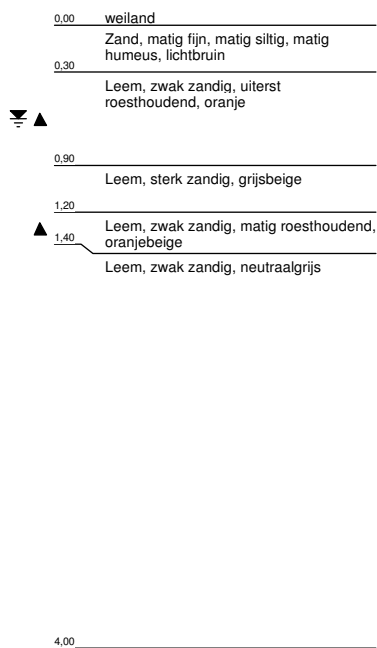 0,00 weiland
Zand, matig fijn, matig siltig, matig
humeus, lichtbruin
0,30
Leem, zwak zandig, uiterst
roesthoudend, oranje
0,90
Leem, sterk zandig, grijsbeige
1,20
Leem, zwak zandig, matig roesthoudend,
1,40 oranjebeige
Leem, zwak zandig, neutraalgrijs
4,00